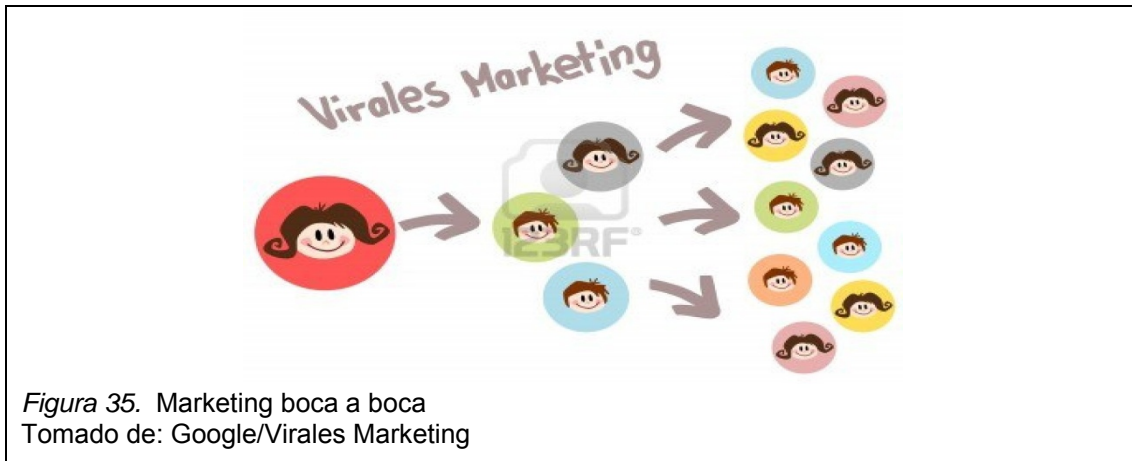 Virales Marketing
123RF®
Figura 35. Marketing boca a boca
Tomado de: Google/Virales Marketing